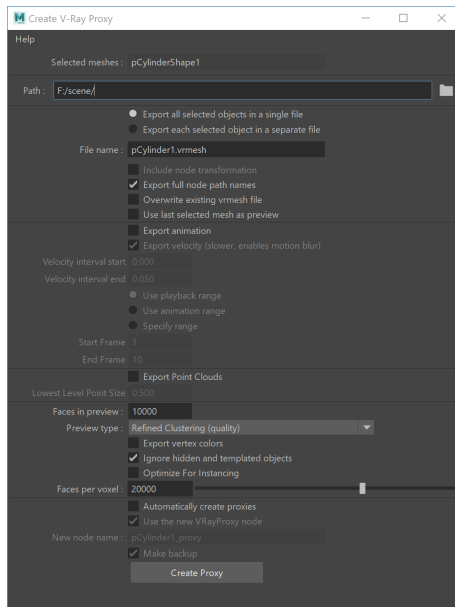 Create V-Ray Proxy
Help
Selected meshes : pCylinderShape1
Path : F:/scene/
Export all selected objects in a single file
Export each selected object in a separate file
File name : pCylinder1.vrmesh
Include node transformation
Export full node path names
Overwrite existing vrmesh file
Use last selected mesh as preview
Export animation
Export velocity (slower, enables motion blur)
Velocity interval start 0.000
Velocity interval end 0.050
Use playback range
Use animation range
Specify range
Start Frame 1
End Frame 10
Export Point Clouds
Lowest Level Point Size 0.500
Faces in preview : 10000
Preview type : Refined Clustering (quality)
Export vertex colors
Ignore hidden and templated objects
Optimize For Instancing
Faces per voxel : 20000
Automatically create proxies
Use the new VRayProxy node
New node name : pCylinder1_proxy
Make backup
Create Proxy